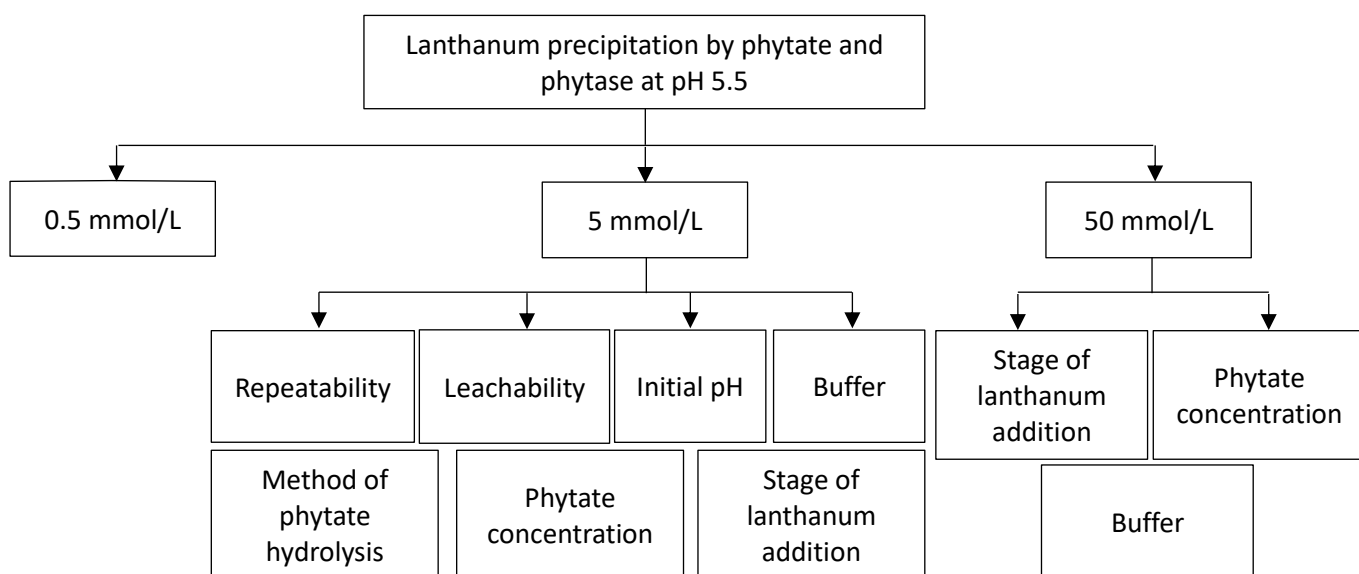 Lanthanum precipitation by phytate and
phytase at pH 5.5
0.5 mmol/L
5 mmol/L
50 mmol/L
Repeatability
Leachability
Initial pH
Buffer
Stage of
lanthanum
addition
Phytate
concentration
Method of
phytate
hydrolysis
Phytate
concentration
Stage of
lanthanum
addition
Buffer